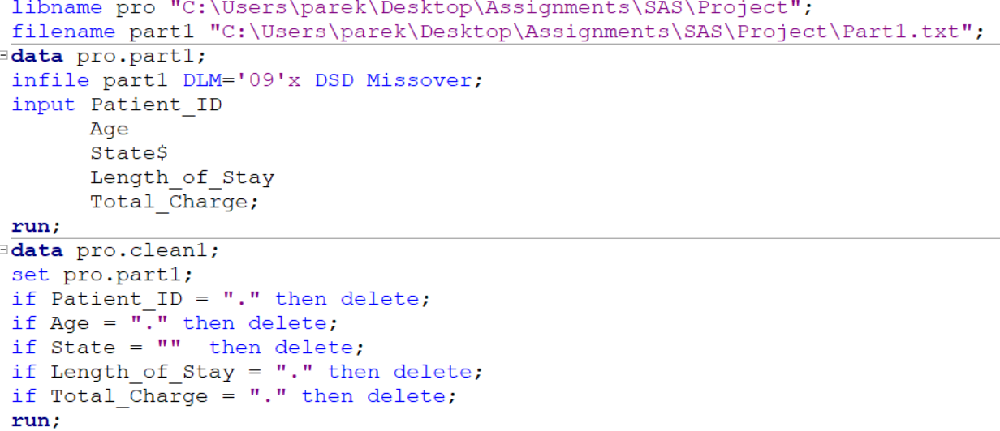 libname pro "C:\Users\parek\Desktop\Assignments\SAS\Project";
filename part1 "C:\Users\parek\Desktop\Assignments\SAS\Project\Part1.txt";
data pro.part1;
infile part1 DLM='09'x DSD Missover;
input Patient_ID
      Age
      State$
      Length_of_Stay
      Total_Charge;
run;
data pro.clean1;
set pro.part1;
if Patient_ID = "." then delete;
if Age = "." then delete;
if State = ""  then delete;
if Length_of_Stay = "." then delete;
if Total_Charge = "." then delete;
run;